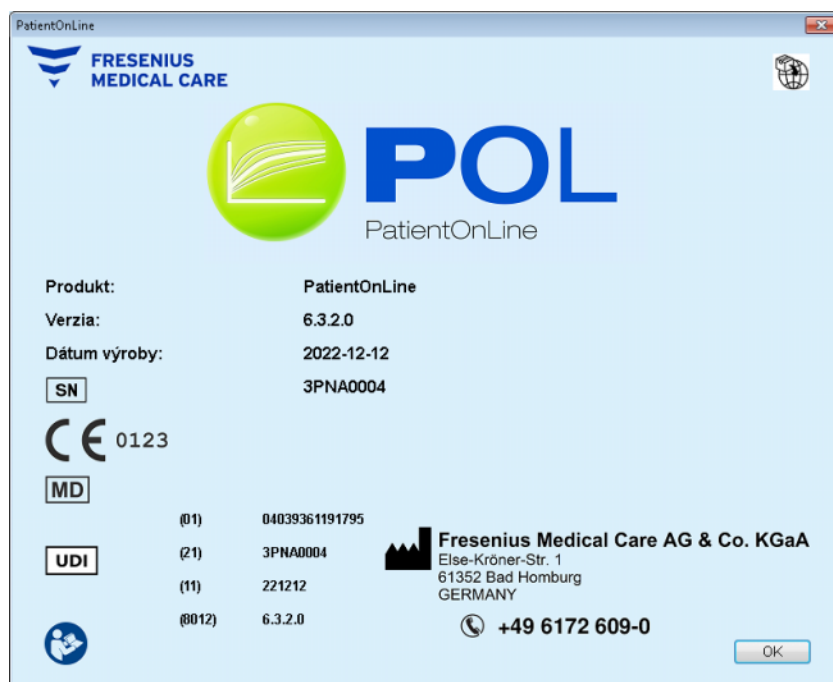 PatientOnLine
FRESENIUS
MEDICAL CARE
POL
PatientOnLine
Produkt: PatientOnLine
Verzia: 6.3.2.0
Dátum výroby: 2022-12-12
SN 3PNA0004
CE 0123
MD
UDI
(01) 04039361191795
(21) 3PNA0004
(11) 221212
(8012) 6.3.2.0
Fresenius Medical Care AG & Co. KGaA
Else-Kröner-Str. 1
61352 Bad Homburg
GERMANY
+49 6172 609-0
OK